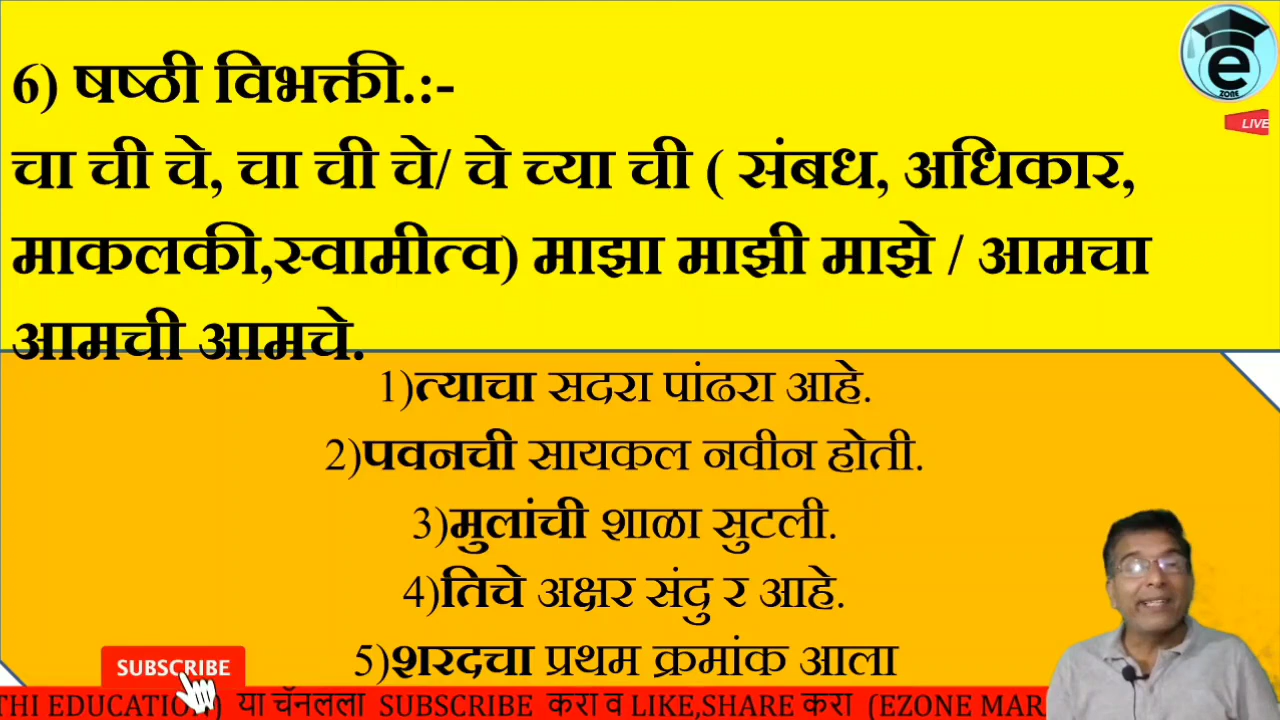 6) षष्ठी विभक्ती.:-
चा ची चे, चा ची चे/ चे च्या ची ( संबध, अधिकार,
माकलकी,स्वामीत्व) माझा माझी माझे / आमचा
आमची आमचे.
1)त्याचा सदरा पांढरा आहे.
2)पवनची सायकल नवीन होती.
3)मुलांची शाळा सुटली.
4)तिचे अक्षर संदु र आहे.
5)शरदचा प्रथम क्रमांक आला
e
ZONE
LIVE
SUBSCRIBE
THI EDUCATION) या चॅनलला SUBSCRIBE करा व LIKE,SHARE करा (EZONE MAR